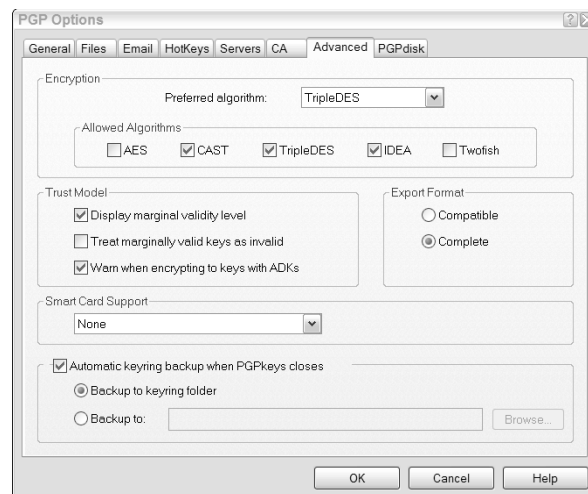 PGP Options
General Files Email HotKeys Servers CA Advanced PGPdisk
Encryption
Preferred algorithm: TripleDES
Allowed Algorithms
AES CAST TripleDES IDEA Twofish
Trust Model
Display marginal validity level
Treat marginally valid keys as invalid
Warn when encrypting to keys with ADKs
Export Format
Compatible
Complete
Smart Card Support
None
Automatic keyring backup when PGPkeys closes
Backup to keyring folder
Backup to: Browse...
OK Cancel Help